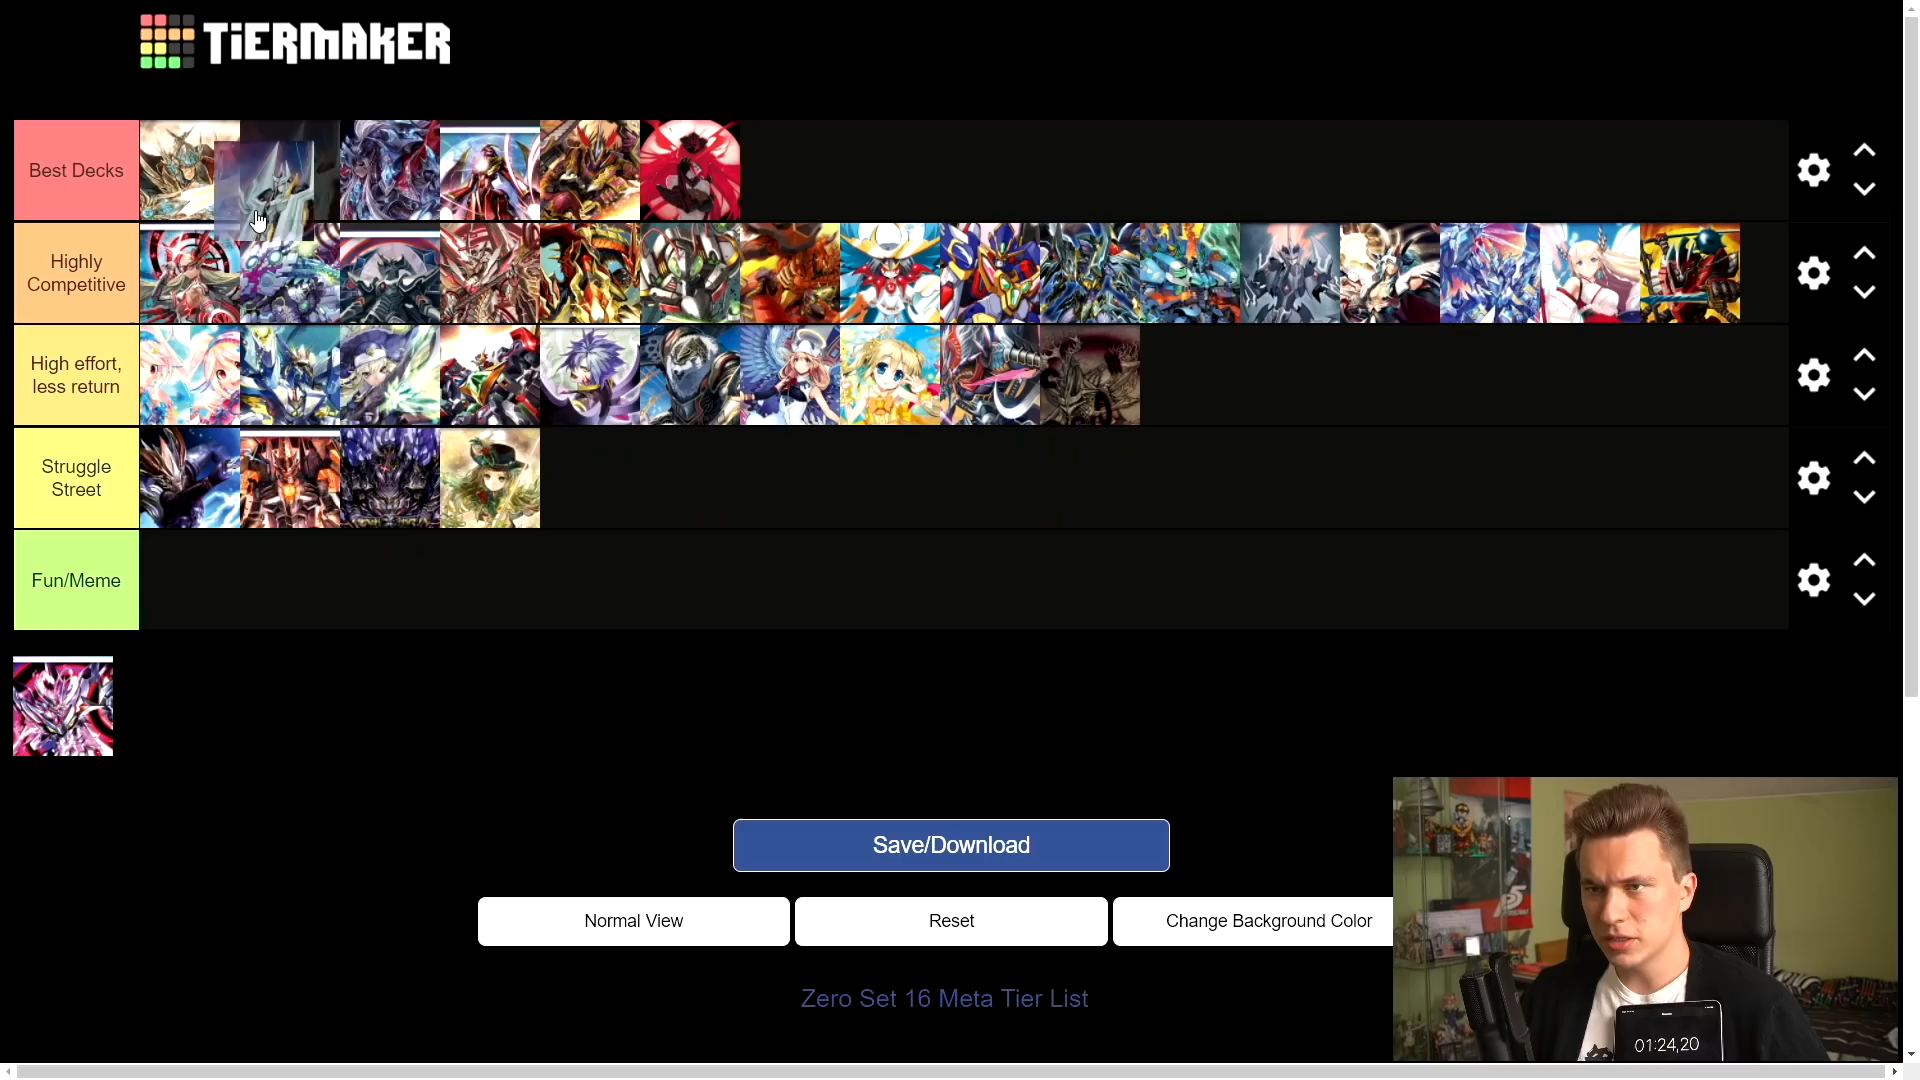 TiERMAKER
Best Decks
Highly
Competitive
High effort,
less return
Struggle
Street
Fun/Meme
Save/Download
Normal View
Reset
Change Background Color
Zero Set 16 Meta Tier List
01:24,20